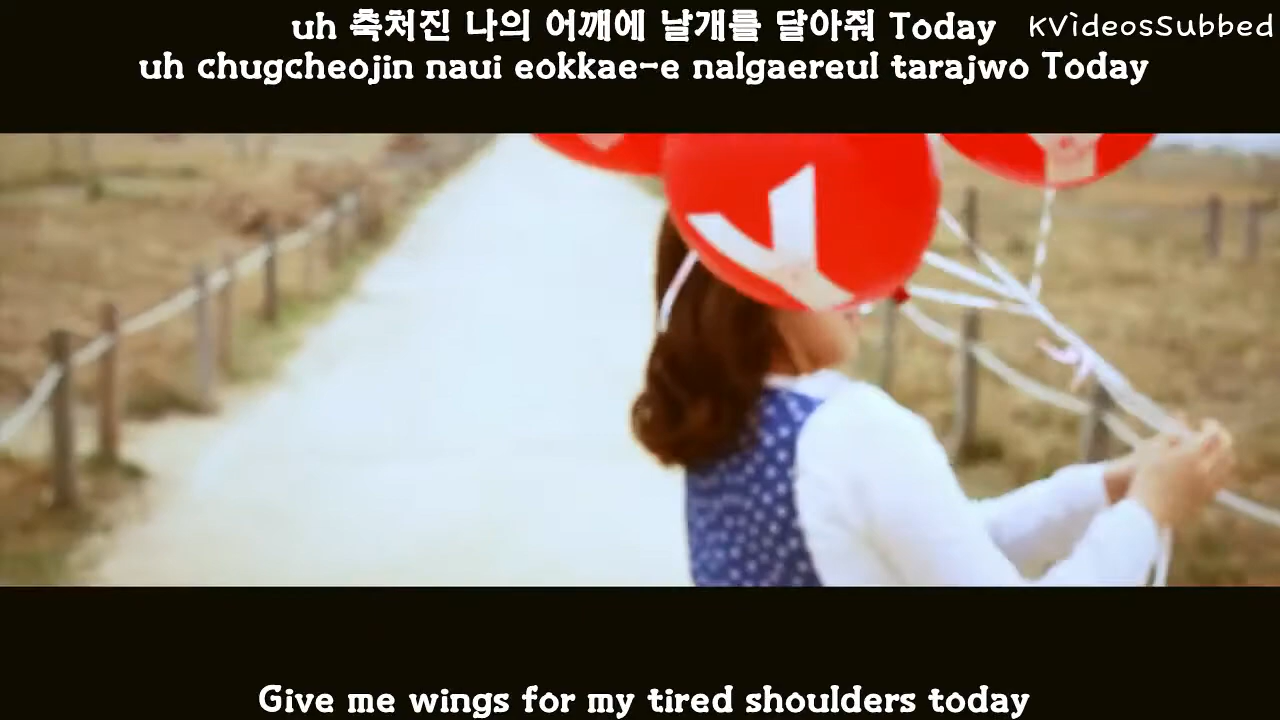 uh 축처진 나의 어깨에 날개를 달아줘 Today
KVideosSubbed
uh chugcheojin naui eokkae-e nalgaereul tarajwo Today
Y
Give me wings for my tired shoulders today